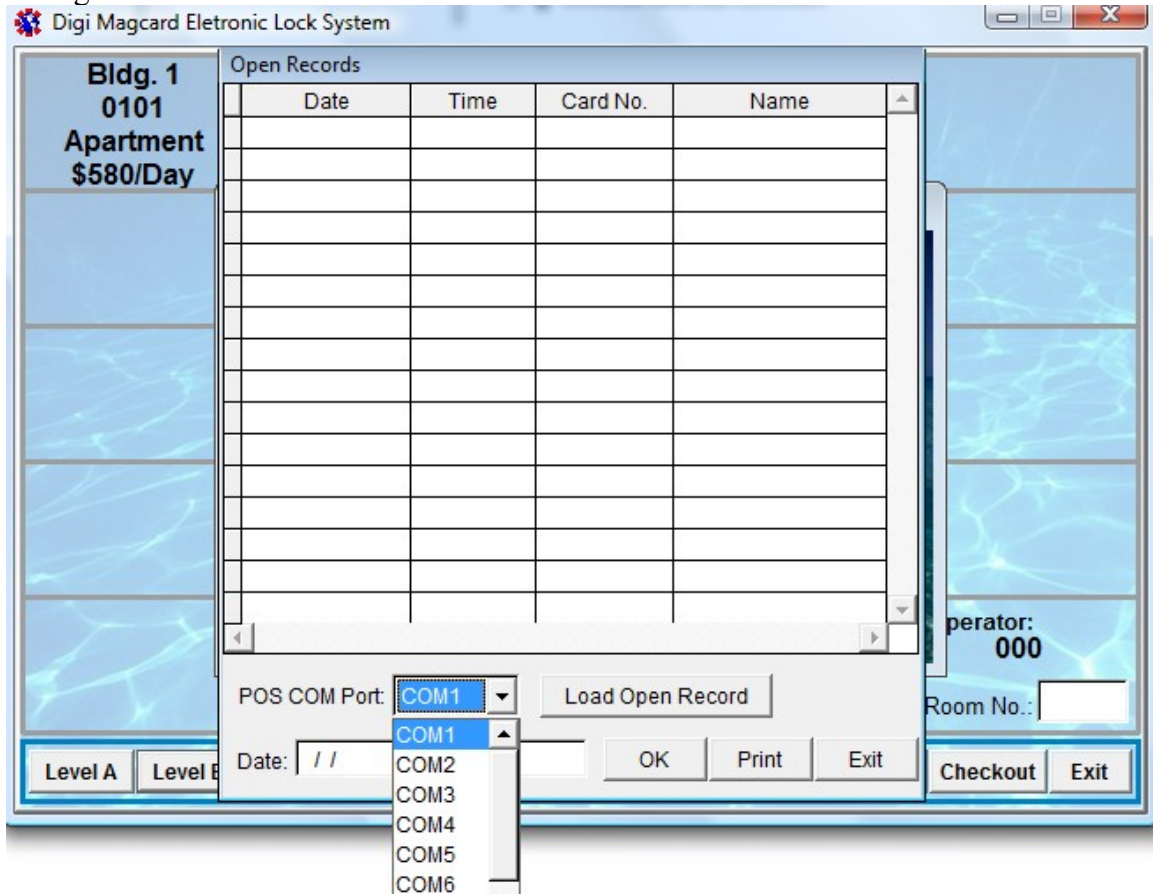 Digi Magcard Eletronic Lock System
Bldg. 1
0101
Apartment
$580/Day
Open Records
Date Time Card No. Name
POS COM Port: COM1 Load Open Record
COM1
COM2
COM3
COM4
COM5
COM6
Date: / / OK Print Exit
perator:
000
Room No.:
Level A Level Checkout Exit